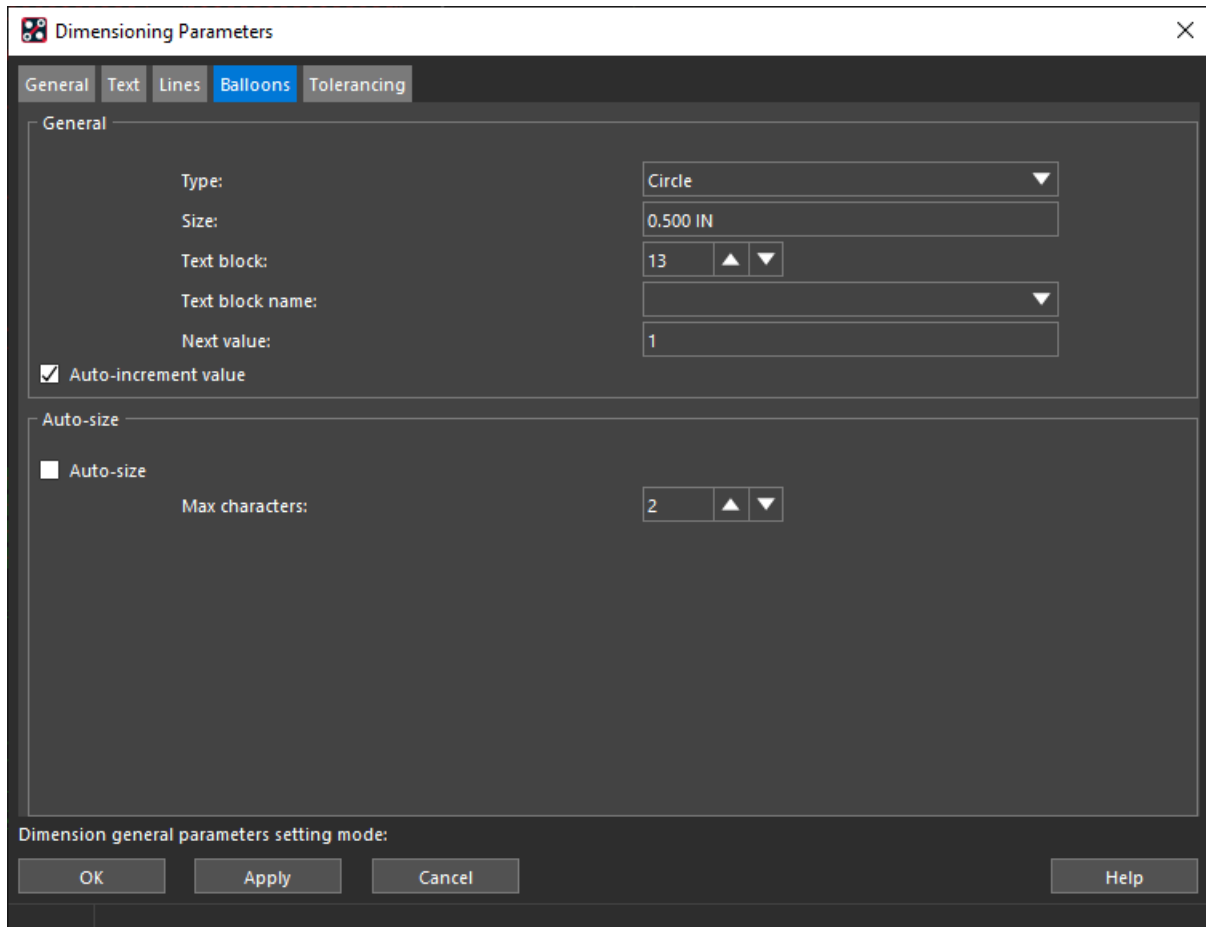 Dimensioning Parameters
General Text Lines Balloons Tolerancing
General
Type: Circle
Size: 0.500 IN
Text block: 13
Text block name:
Next value: 1
Auto-increment value
Auto-size
Auto-size
Max characters: 2
Dimension general parameters setting mode:
OK Apply Cancel Help